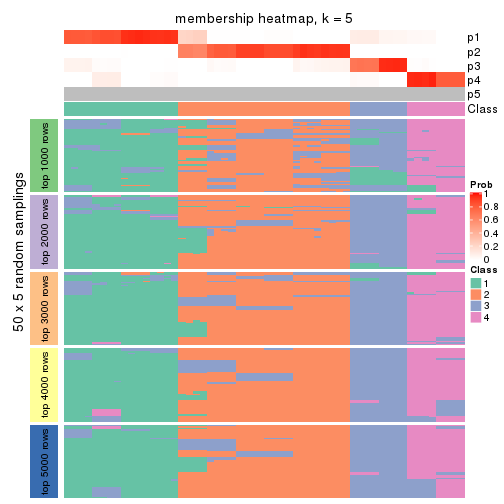 membership heatmap, k = 5
p1
p2
p3
p4
p5
Class
50 x 5 random samplings
top 1000 rows
top 2000 rows
top 3000 rows
top 4000 rows
top 5000 rows
Prob
1
0.8
0.6
0.4
0.2
0
Class
1
2
3
4